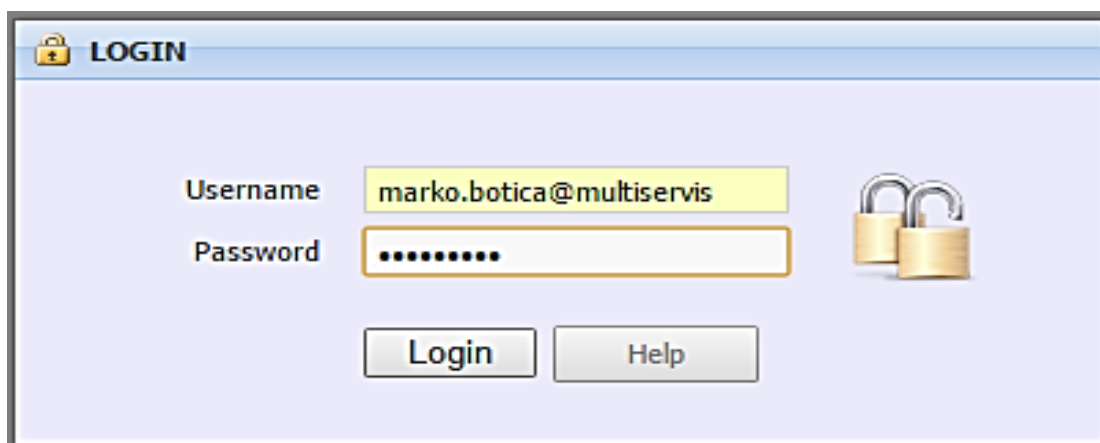 LOGIN
Username marko.botica@multiservis
Password •••••••••
Login Help